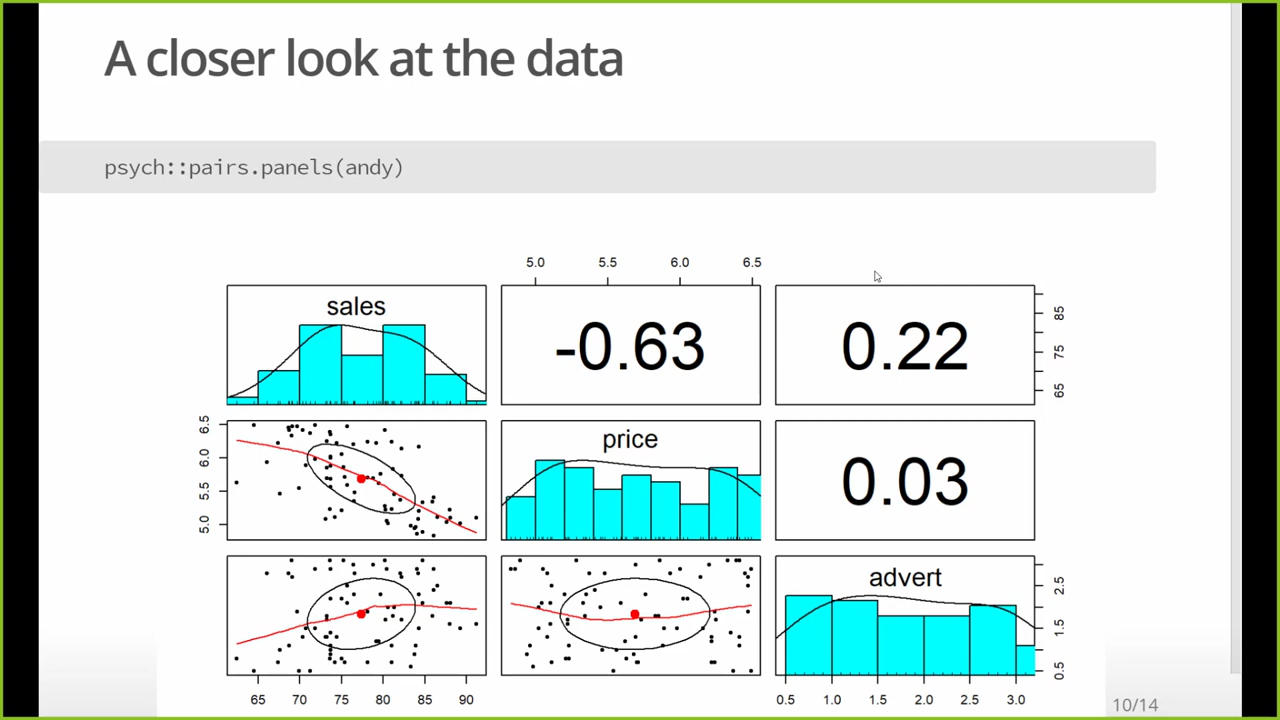 A closer look at the data
psych::pairs.panels(andy)
5.0 5.5 6.0 6.5
sales
-0.63
0.22
65 75 85
5.0 5.5 6.0 6.5
price
0.03
advert
0.5 1.5 2.5
65 70 75 80 85 90
0.5 1.0 1.5 2.0 2.5 3.0
10/14